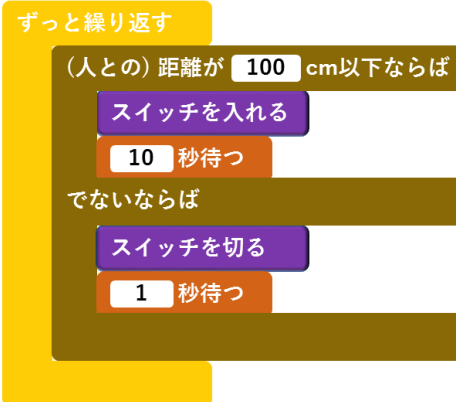 ずっと繰り返す
(人との) 距離が 100 cm以下ならば
スイッチを入れる
10 秒待つ
でないならば
スイッチを切る
1 秒待つ